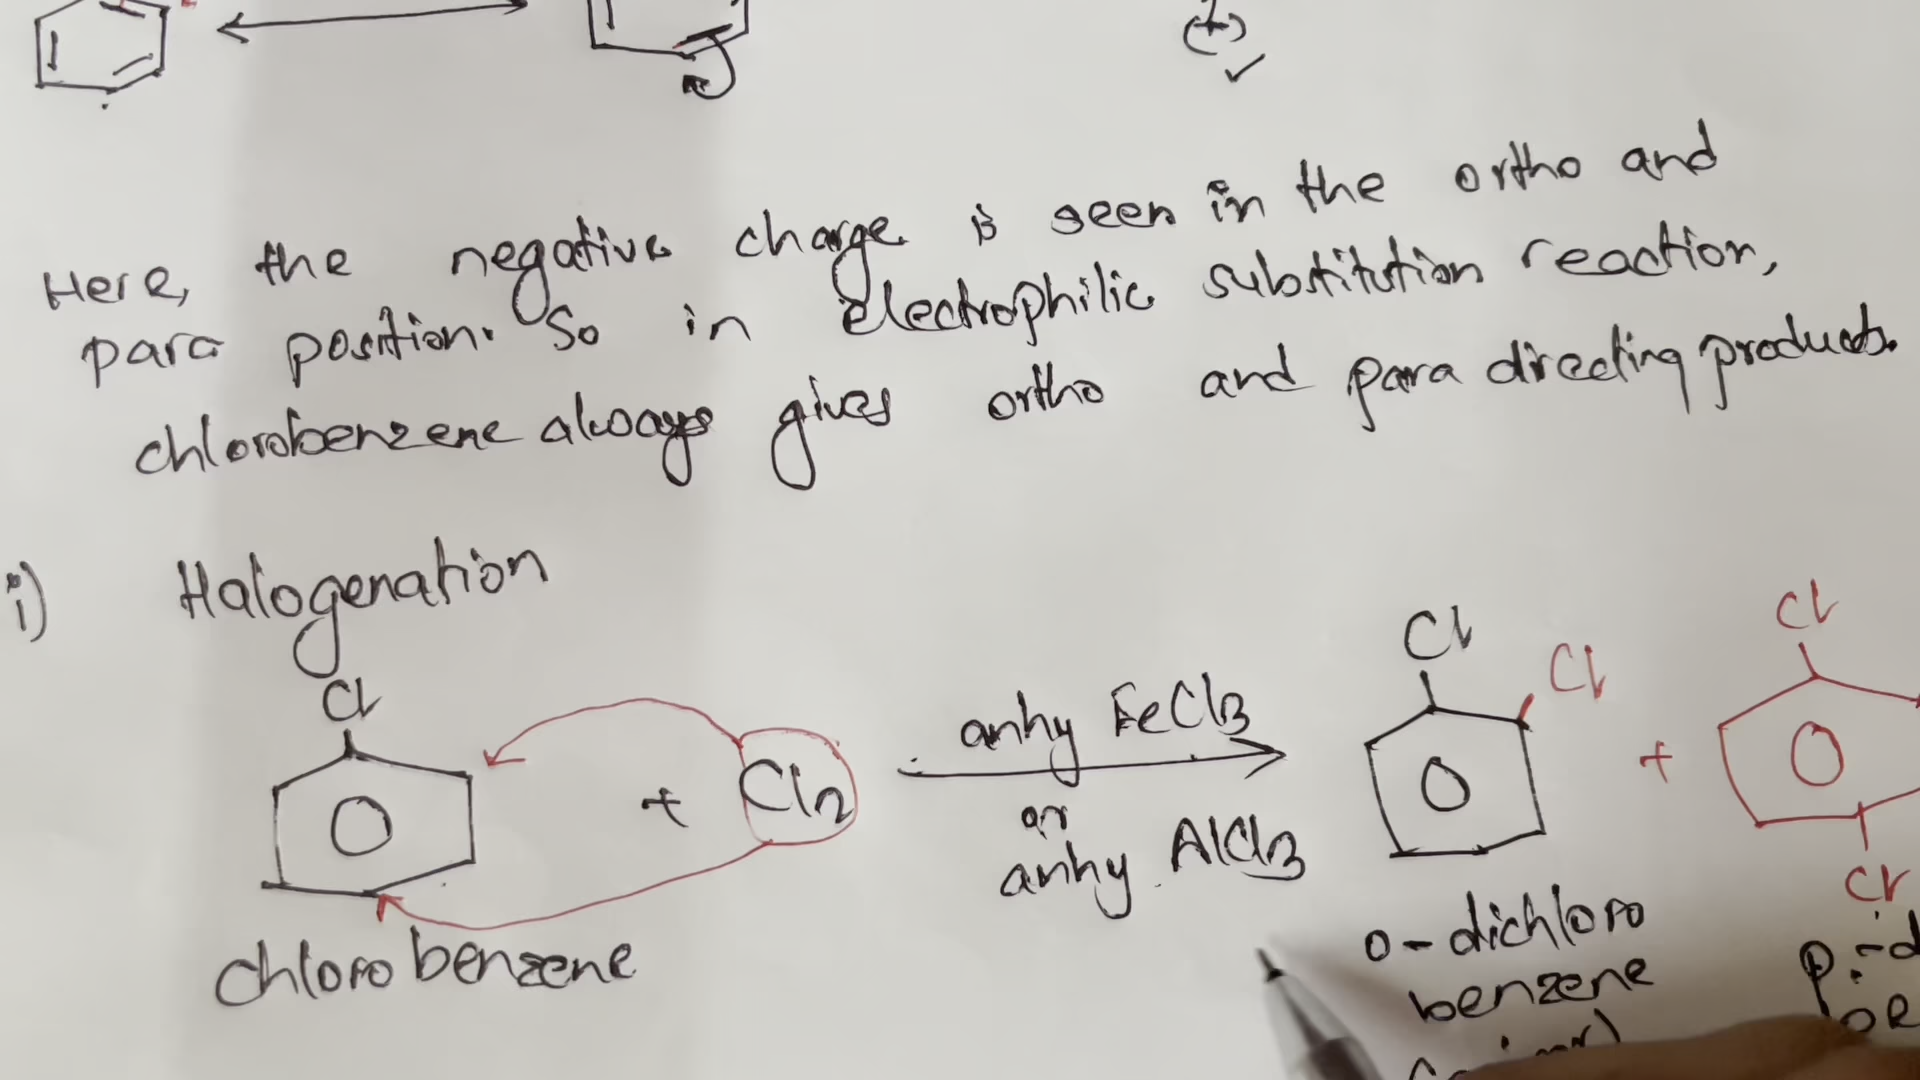 (+)
Here, the negative charge is seen in the ortho and
para position. So in electrophilic substitution reaction,
chlorobenzene always gives ortho and para directing products.
i) Halogenation
Cl
Cl
Cl
Cl
+ Cl2
anhy FeCl3
or
anhy AlCl3
+
Cl
chlorobenzene
o-dichloro
benzene
p-d